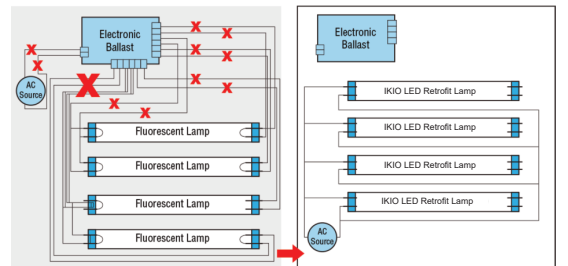 Electronic
Ballast
AC
Source
Fluorescent Lamp
Fluorescent Lamp
Fluorescent Lamp
Fluorescent Lamp
Electronic
Ballast
IKIO LED Retrofit Lamp
IKIO LED Retrofit Lamp
IKIO LED Retrofit Lamp
IKIO LED Retrofit Lamp
AC
Source